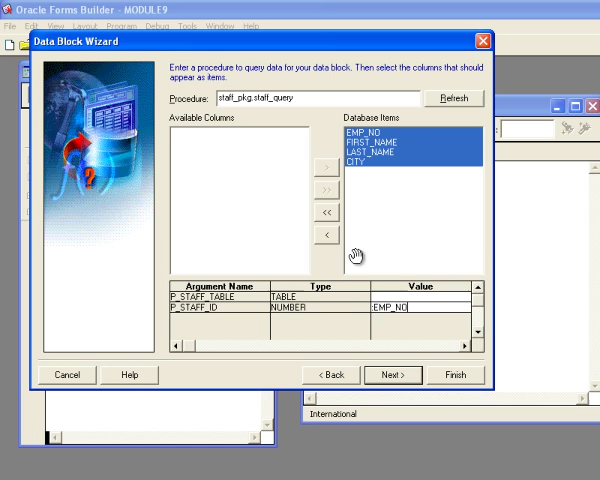 Oracle Forms Builder - MODULE9
File Edit View Layout Program Debug Tools Window Help
Data Block Wizard
Enter a procedure to query data for your data block. Then select the columns that should
appear as items.
Procedure: staff_pkg.staff_query Refresh
Available Columns Database Items
EMP_NO
FIRST_NAME
LAST_NAME
CITY
>
>>
<<
<
Argument Name Type Value
P_STAFF_TABLE TABLE
P_STAFF_ID NUMBER :EMP_NO
Cancel Help < Back Next > Finish
International